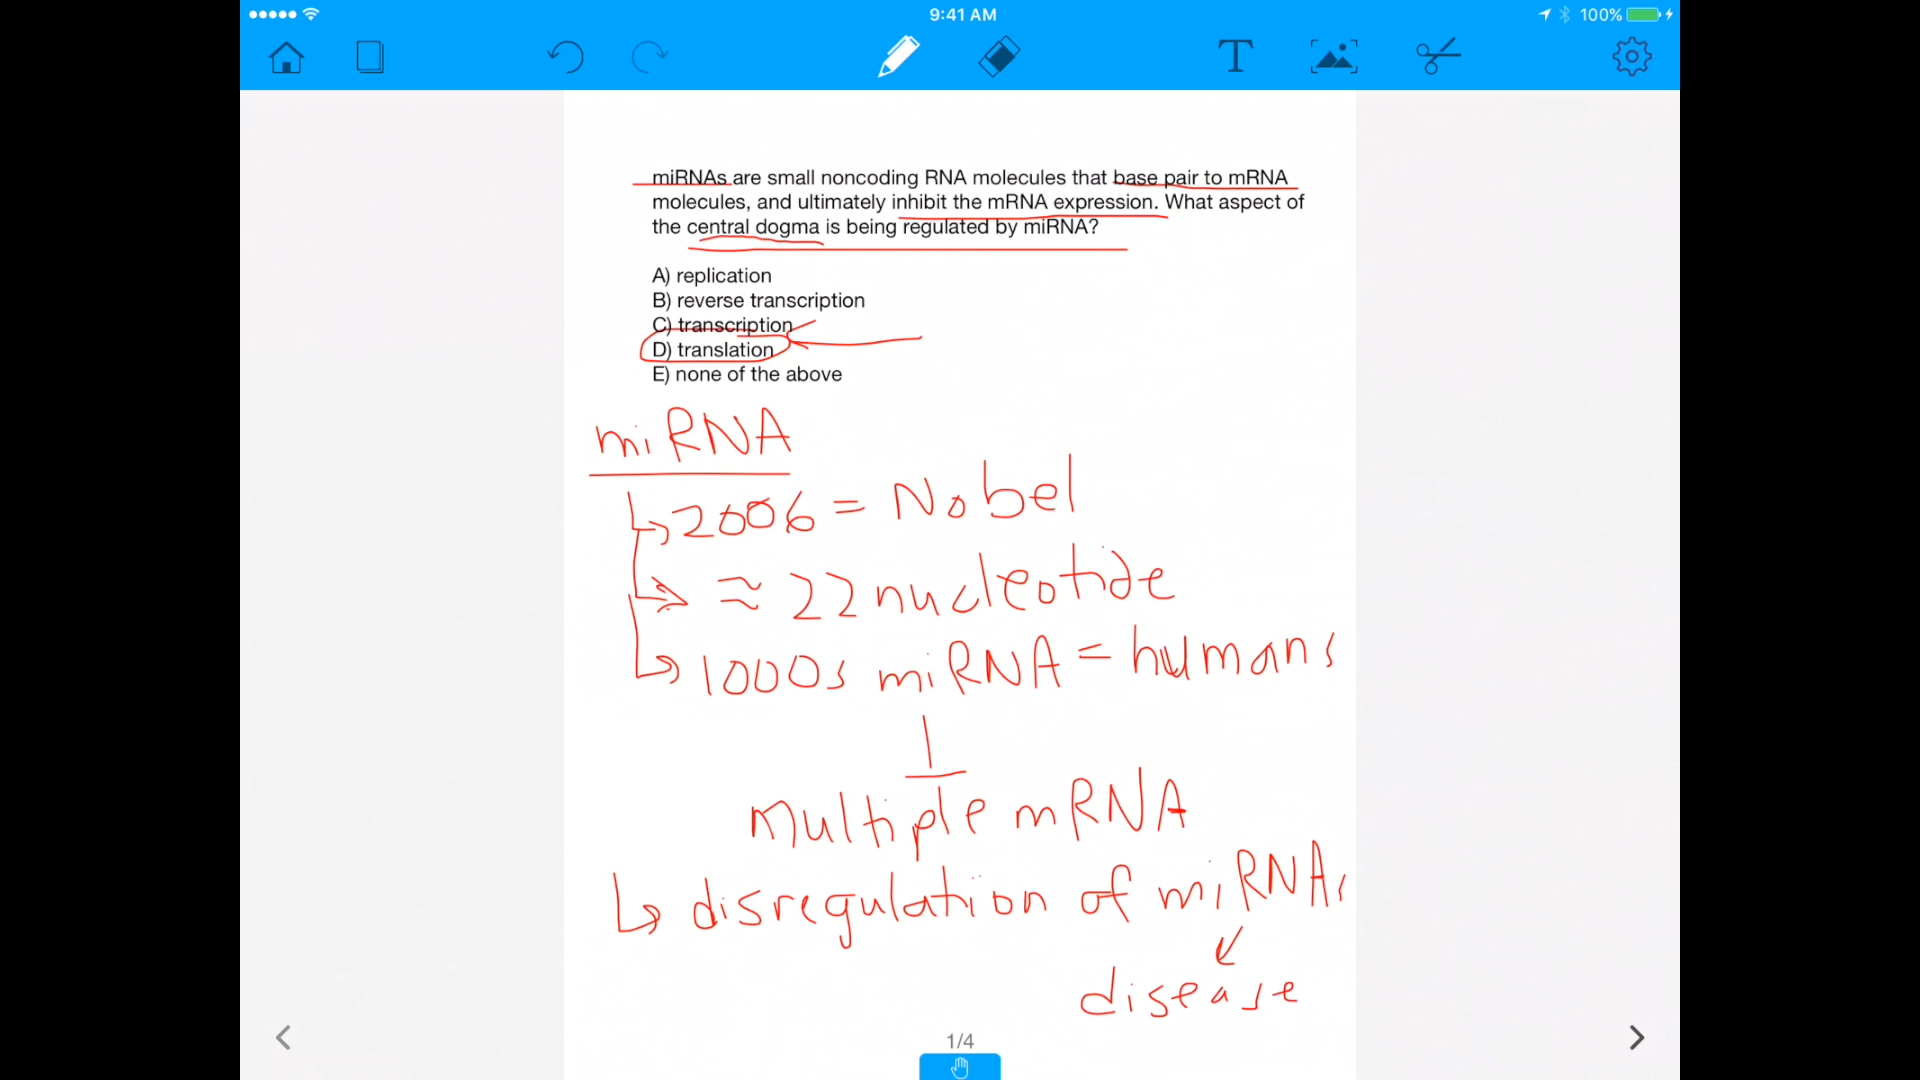 9:41 AM
100%
T
miRNAs are small noncoding RNA molecules that base pair to mRNA
molecules, and ultimately inhibit the mRNA expression. What aspect of
the central dogma is being regulated by miRNA?
A) replication
B) reverse transcription
C) transcription
D) translation
E) none of the above
miRNA
2006 = Nobel
≈ 22 nucleotide
1000s miRNA = humans
multiple mRNA
disregulation of miRNAs
disease
1/4